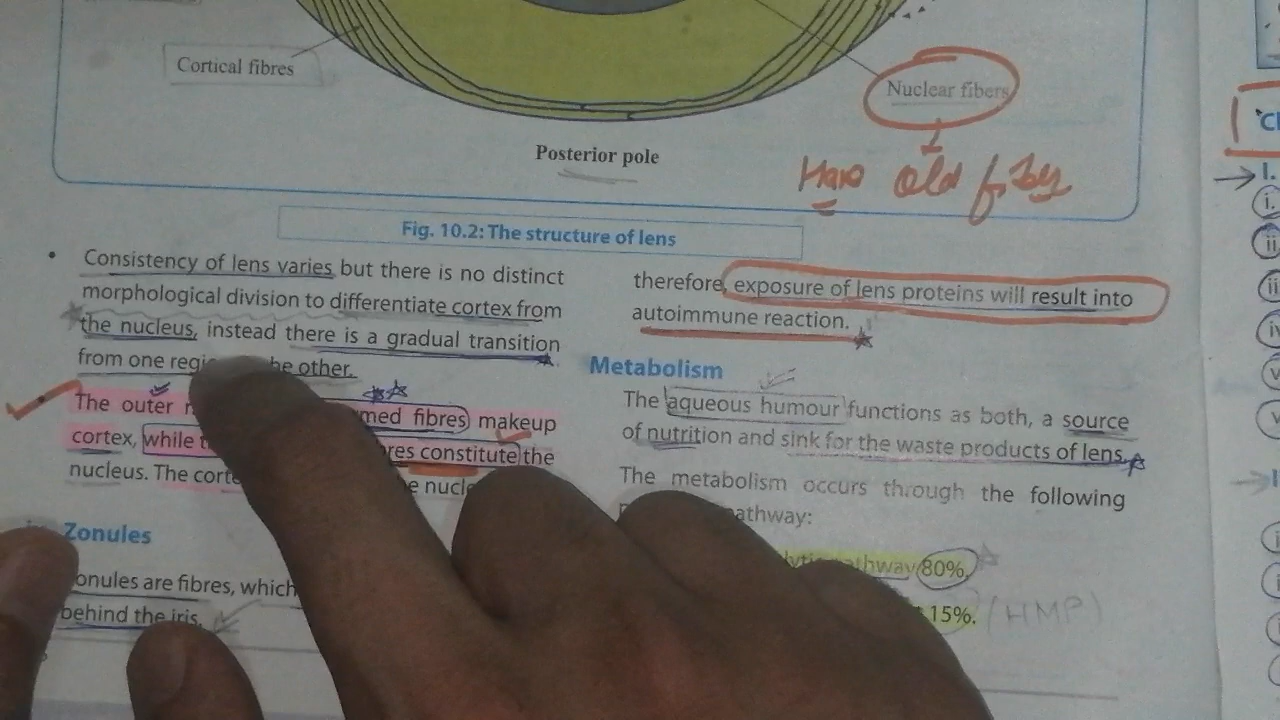 Cortical fibres
Nuclear fibers
Posterior pole
Have old
Fig. 10.2: The structure of lens
• Consistency of lens varies but there is no distinct
morphological division to differentiate cortex from
the nucleus, instead there is a gradual transition
from one other.
The outer fibres makeup
cortex, while constitute the
nucleus. The
Zonules
fibres, which
behind the iris.
therefore, exposure of lens proteins will result into
autoimmune reaction.
Metabolism
The aqueous humour functions as both, a source
of nutrition and sink for the waste products of lens.
The metabolism occurs through the following
pathway:
pathway 80%.
15%. (HMP)
I.
i.